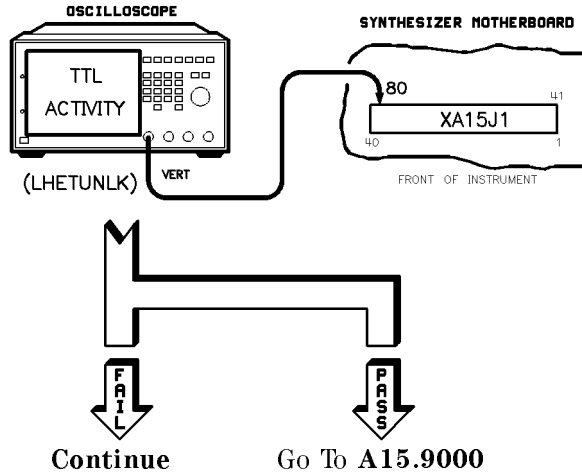 OSCILLOSCOPE
SYNTHESIZER MOTHERBOARD
TTL
ACTIVITY
80
41
XA15J1
40
1
(LHETUNLK)
VERT
FRONT OF INSTRUMENT
FAIL
PASS
Continue
Go To A15.9000